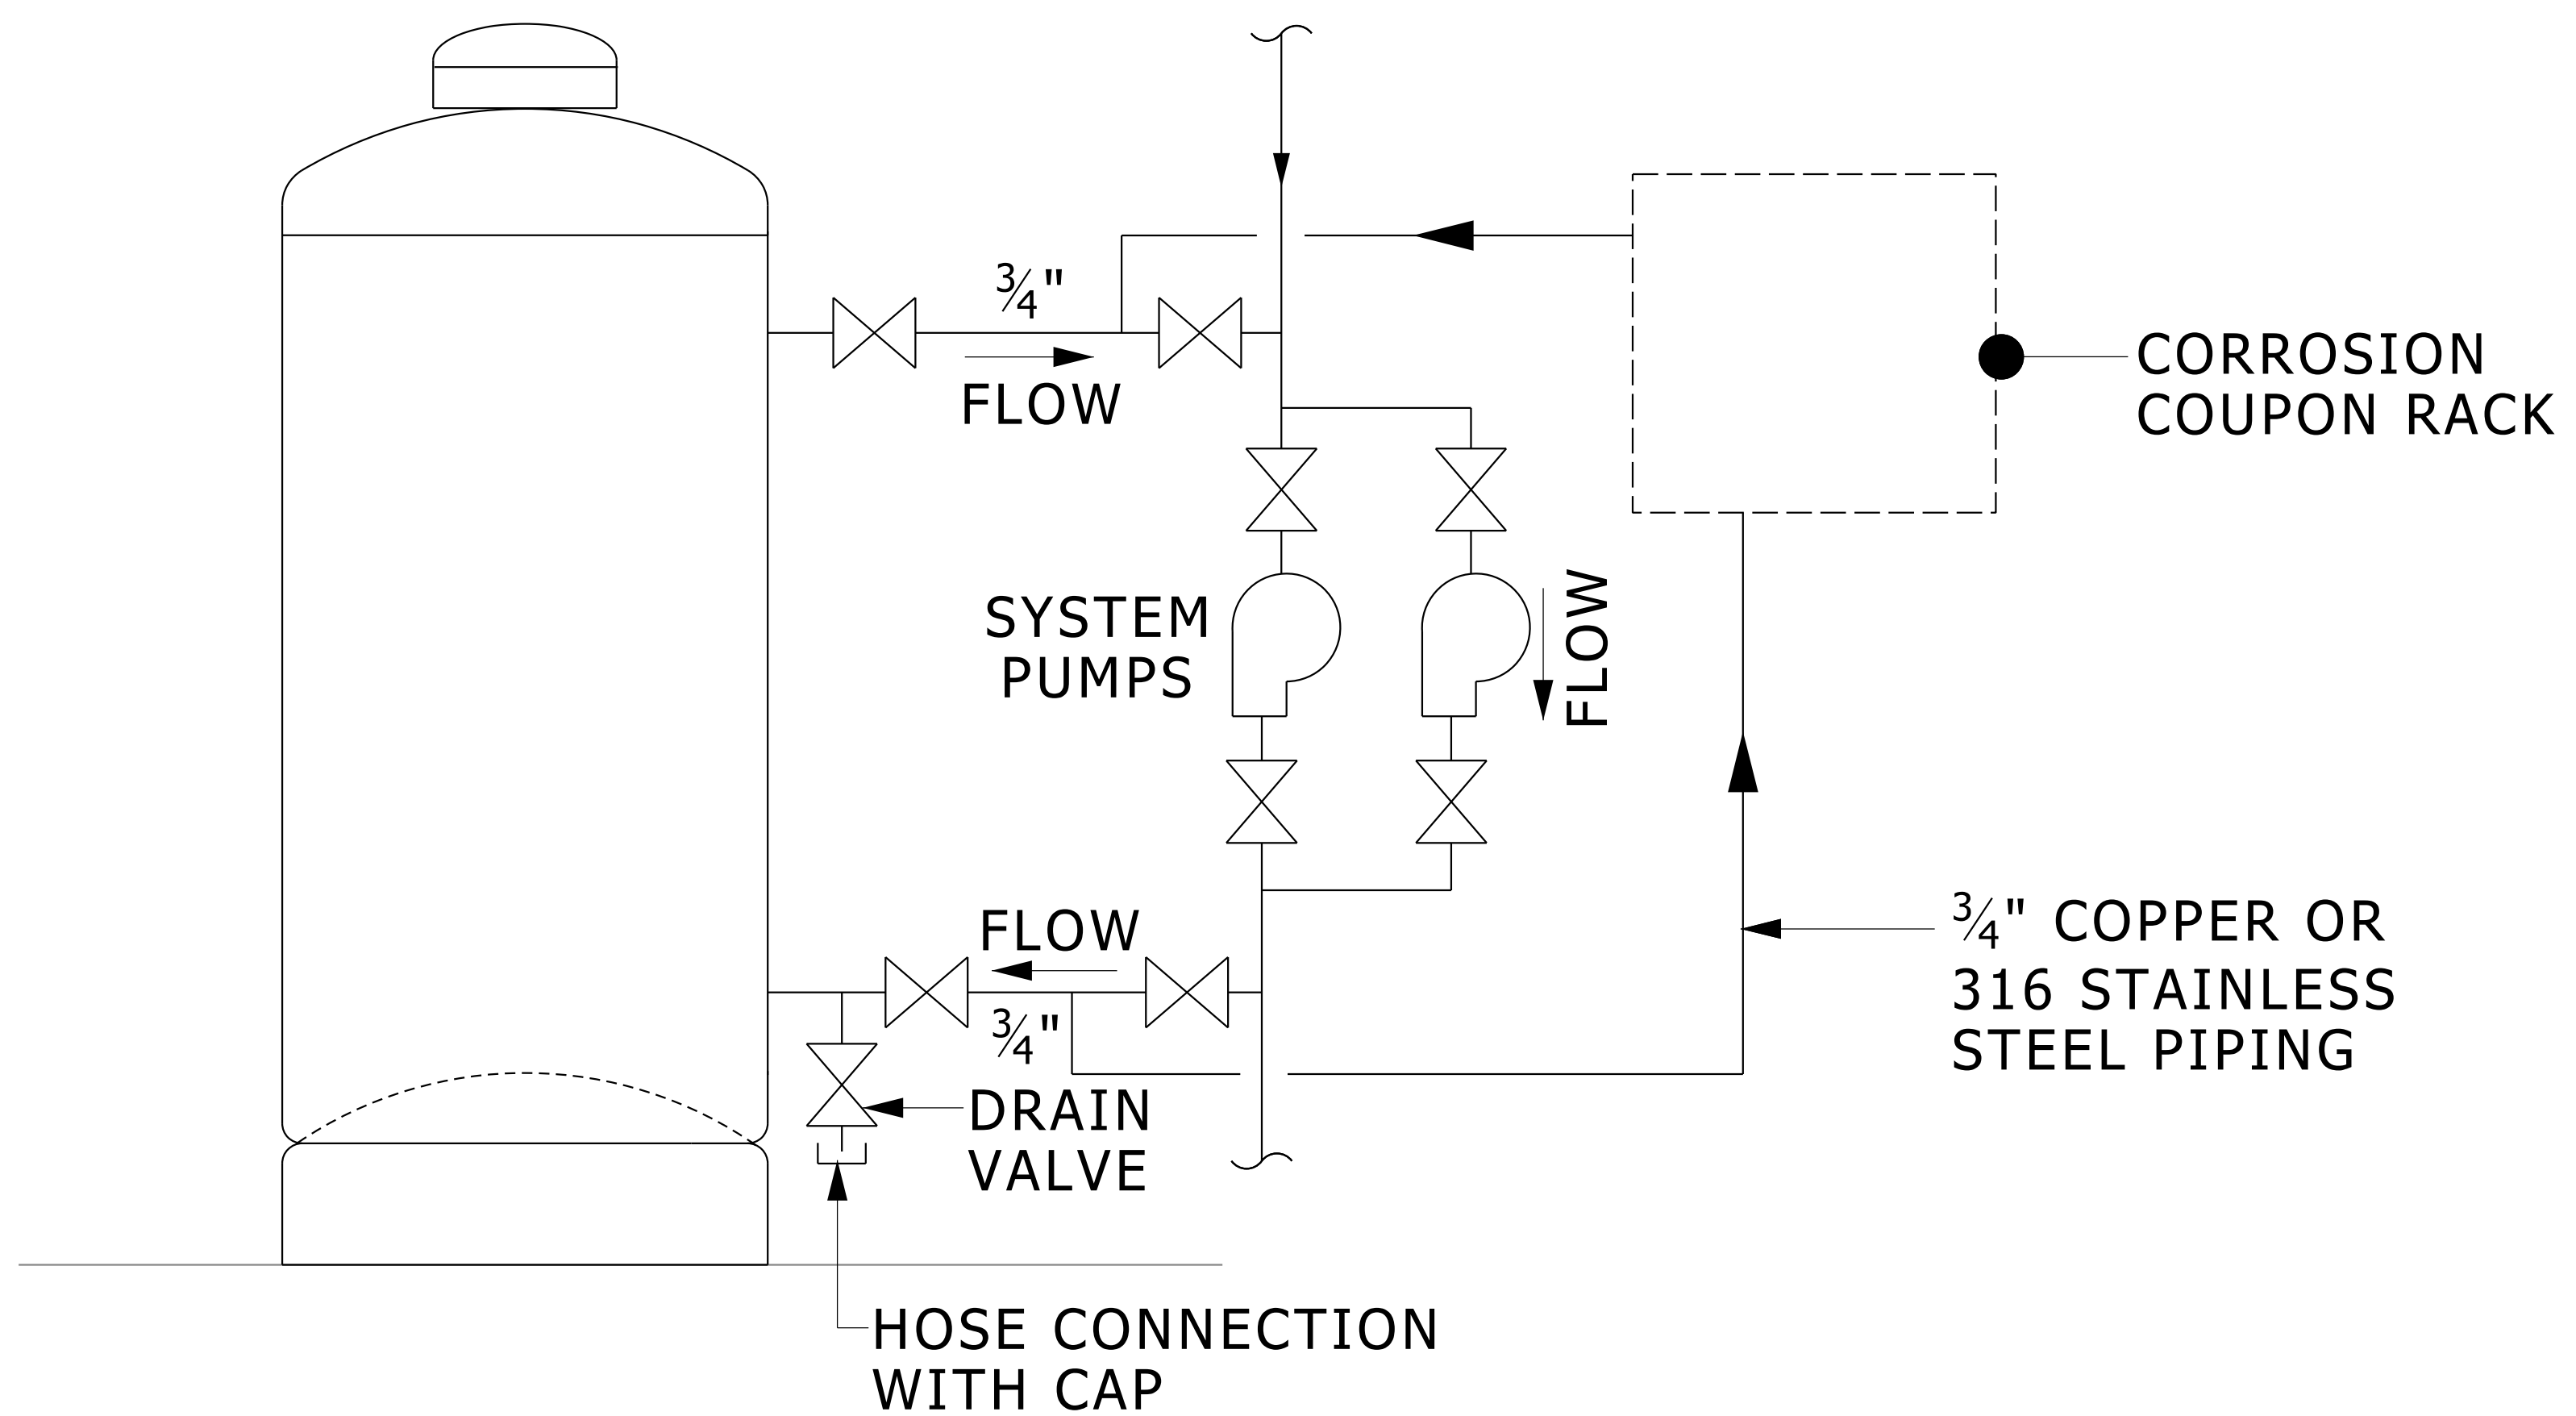 ¾"
FLOW
CORROSION
COUPON RACK
SYSTEM
PUMPS
FLOW
FLOW
¾"
¾" COPPER OR
316 STAINLESS
STEEL PIPING
DRAIN
VALVE
HOSE CONNECTION
WITH CAP